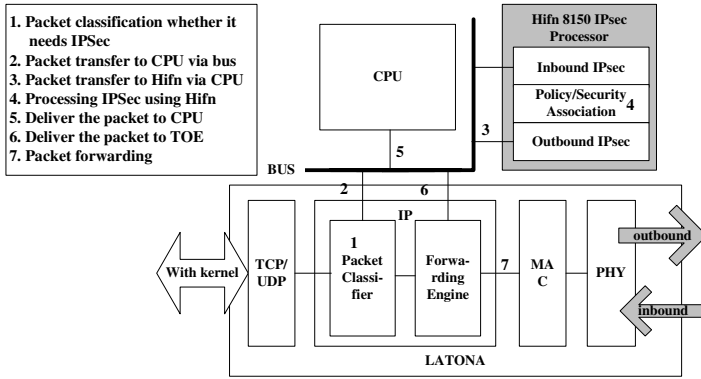 1. Packet classification whether it
needs IPSec
2. Packet transfer to CPU via bus
3. Packet transfer to Hifn via CPU
4. Processing IPSec using Hifn
5. Deliver the packet to CPU
6. Deliver the packet to TOE
7. Packet forwarding
CPU
Hifn 8150 IPsec
Processor
Inbound IPsec
Policy/Security
Association
4
Outbound IPsec
3
5
BUS
2
6
IP
With kernel
TCP/
UDP
1
Packet
Classi-
fier
Forwa-
rding
Engine
7
MA
C
PHY
outbound
inbound
LATONA